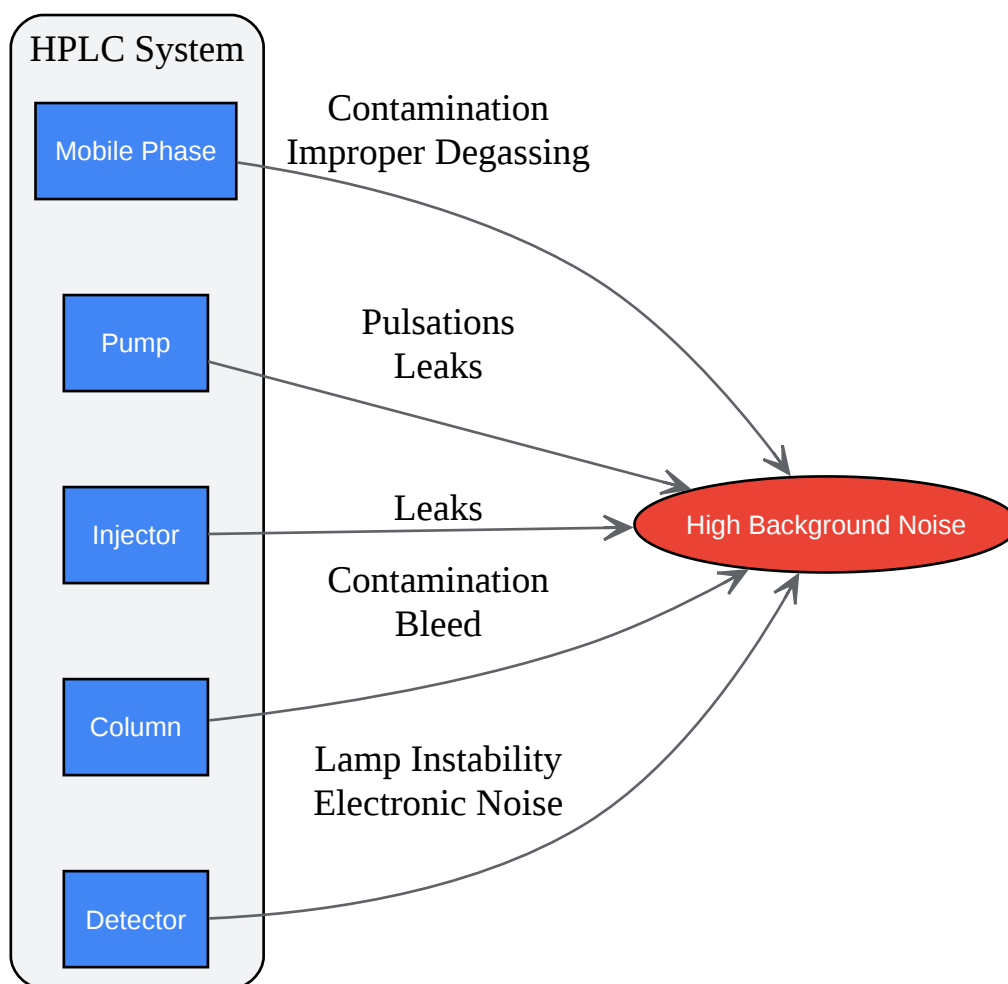 HPLC System
Mobile Phase
Contamination
Improper Degassing
Pump
Pulsations
Leaks
Injector
Leaks
High Background Noise
Column
Contamination
Bleed
Detector
Lamp Instability
Electronic Noise